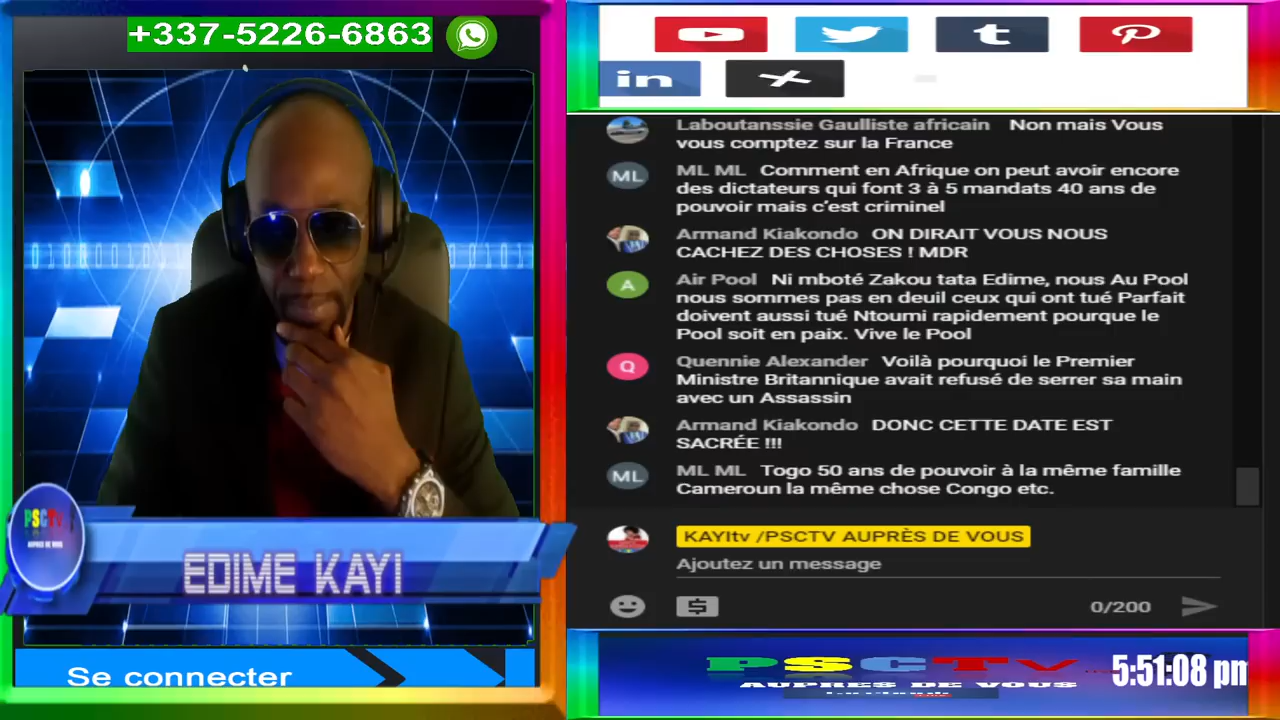 +337-5226-6863
PSCTV
AUPRÈS DE VOUS
EDIME KAYI
Se connecter
in
Laboutanssie Gaulliste africain Non mais Vous
vous comptez sur la France
ML
ML ML Comment en Afrique on peut avoir encore
des dictateurs qui font 3 à 5 mandats 40 ans de
pouvoir mais c'est criminel
Armand Kiakondo ON DIRAIT VOUS NOUS
CACHEZ DES CHOSES ! MDR
A
Air Pool Ni mboté Zakou tata Edime, nous Au Pool
nous sommes pas en deuil ceux qui ont tué Parfait
doivent aussi tué Ntoumi rapidement pourque le
Pool soit en paix. Vive le Pool
Q
Quennie Alexander Voilà pourquoi le Premier
Ministre Britannique avait refusé de serrer sa main
avec un Assassin
Armand Kiakondo DONC CETTE DATE EST
SACRÉE !!!
ML
ML ML Togo 50 ans de pouvoir à la même famille
Cameroun la même chose Congo etc.
KAYItv /PSCTV AUPRÈS DE VOUS
Ajoutez un message
0/200
PSCTV
AUPRES DE VOUS
5:51:08 pm